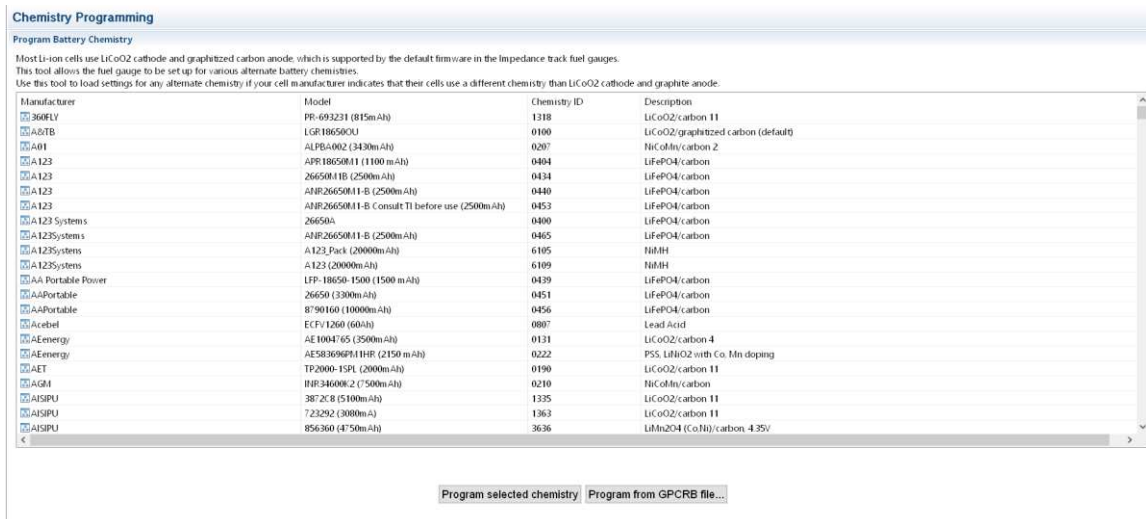 Chemistry Programming
Program Battery Chemistry
Most Li-ion cells use LiCoO2 cathode and graphitized carbon anode, which is supported by the default firmware in the Impedance track fuel gauges.
This tool allows the fuel gauge to be set up for various alternate battery chemistries.
Use this tool to load settings for any alternate chemistry if your cell manufacturer indicates that their cells use a different chemistry than LiCoO2 cathode and graphite anode.
Manufacturer Model Chemistry ID Description
360FLY PR-693231 (815mAh) 1318 LiCoO2/carbon 11
A&TB LGR18650OU 0100 LiCoO2/graphitized carbon (default)
A01 ALPBA002 (3430mAh) 0207 NiCoMn/carbon 2
A123 APR18650M1 (1100 mAh) 0404 LiFePO4/carbon
A123 26650M1B (2500mAh) 0434 LiFePO4/carbon
A123 ANR26650M1-B (2500mAh) 0440 LiFePO4/carbon
A123 ANR26650M1-B Consult TI before use (2500mAh) 0453 LiFePO4/carbon
A123 Systems 26650A 0400 LiFePO4/carbon
A123Systems ANR26650M1-B (2500mAh) 0465 LiFePO4/carbon
A123Systens A123_Pack (20000mAh) 6105 NiMH
A123Systens A123 (20000mAh) 6109 NiMH
AA Portable Power LFP-18650-1500 (1500 mAh) 0439 LiFePO4/carbon
AAPortable 26650 (3300mAh) 0451 LiFePO4/carbon
AAPortable 8790160 (10000mAh) 0456 LiFePO4/carbon
Acebel ECFV1260 (60Ah) 0807 Lead Acid
AEenergy AE1004765 (3500mAh) 0131 LiCoO2/carbon 4
AEenergy AE583696PM1HR (2150 mAh) 0222 PSS, LiNiO2 with Co, Mn doping
AET TP2000-1SPL (2000mAh) 0190 LiCoO2/carbon 11
AGM INR34600K2 (7500mAh) 0210 NiCoMn/carbon
AISIPU 3872C8 (5100mAh) 1335 LiCoO2/carbon 11
AISIPU 723292 (3080mA) 1363 LiCoO2/carbon 11
AISIPU 856360 (4750mAh) 3636 LiMn2O4 (Co,Ni)/carbon, 4.35V
Program selected chemistry Program from GPCRB file...